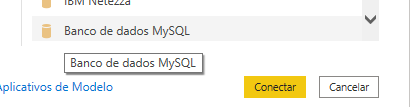 IBM Netezza
Banco de dados MySQL
Banco de dados MySQL
Aplicativos de Modelo
Conectar
Cancelar